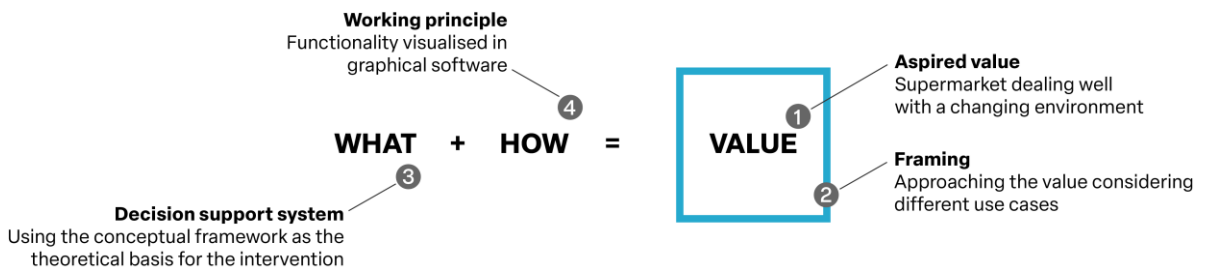 Working principle
Functionality visualised in
graphical software
4
Aspired value
Supermarket dealing well
with a changing environment
1
WHAT + HOW = VALUE
3
Framing
Approaching the value considering
different use cases
2
Decision support system
Using the conceptual framework as the
theoretical basis for the intervention